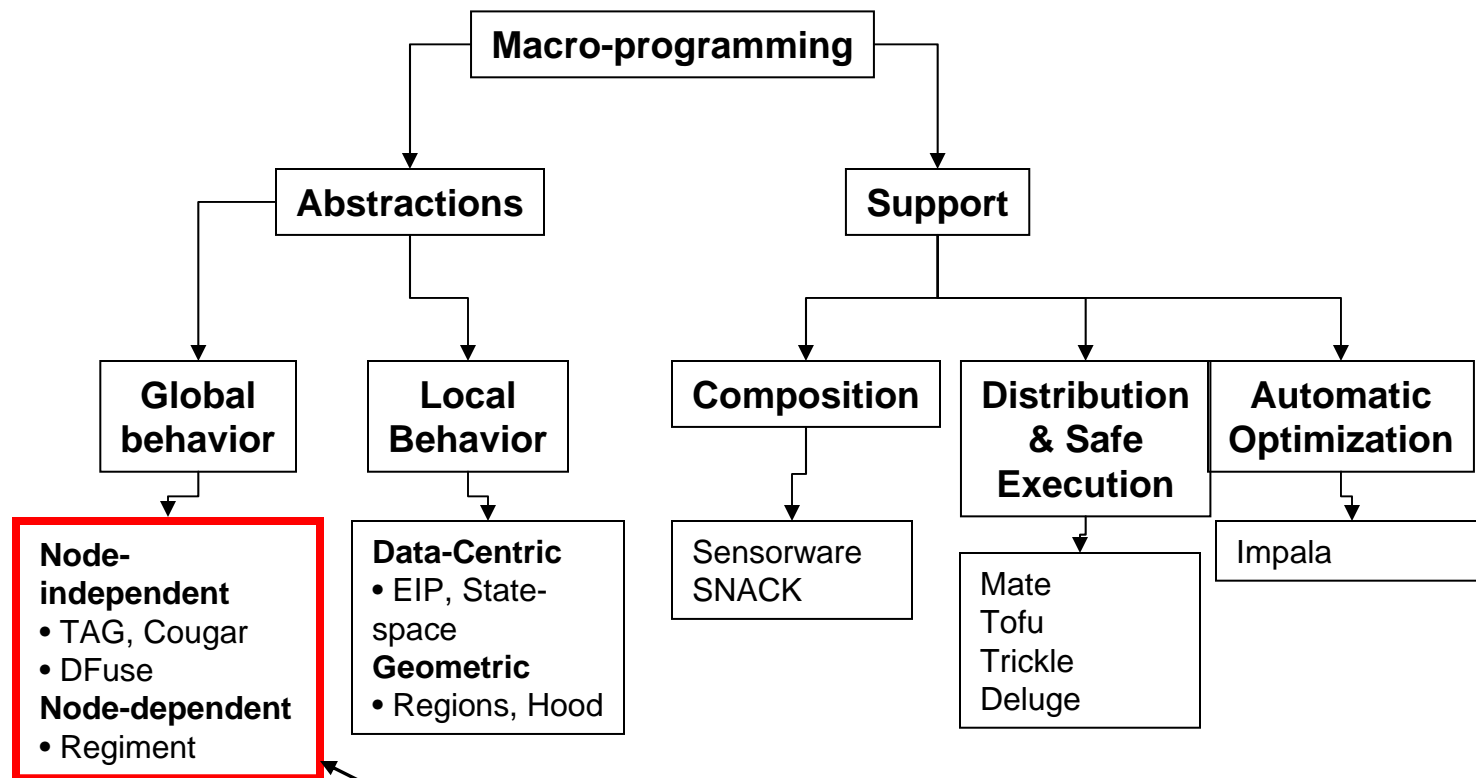 Macro-programming
Abstractions
Support
Global
behavior
Local
Behavior
Composition
Distribution
& Safe
Execution
Automatic
Optimization
Node-
independent
• TAG, Cougar
• DFuse
Node-dependent
• Regiment
Data-Centric
• EIP, State-
space
Geometric
• Regions, Hood
Sensorware
SNACK
Mate
Tofu
Trickle
Deluge
Impala